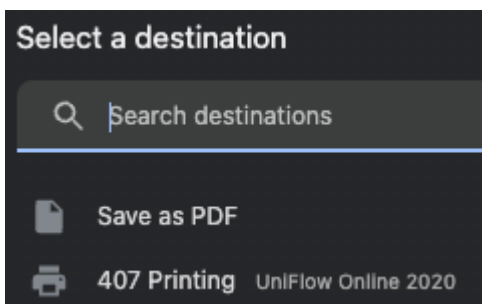 Select a destination
Search destinations
Save as PDF
407 Printing UniFlow Online 2020